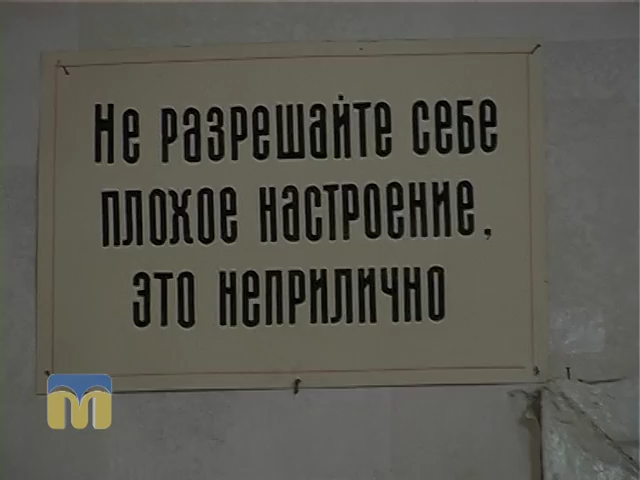 Не разрешайте себе
плохое настроение,
это неприлично